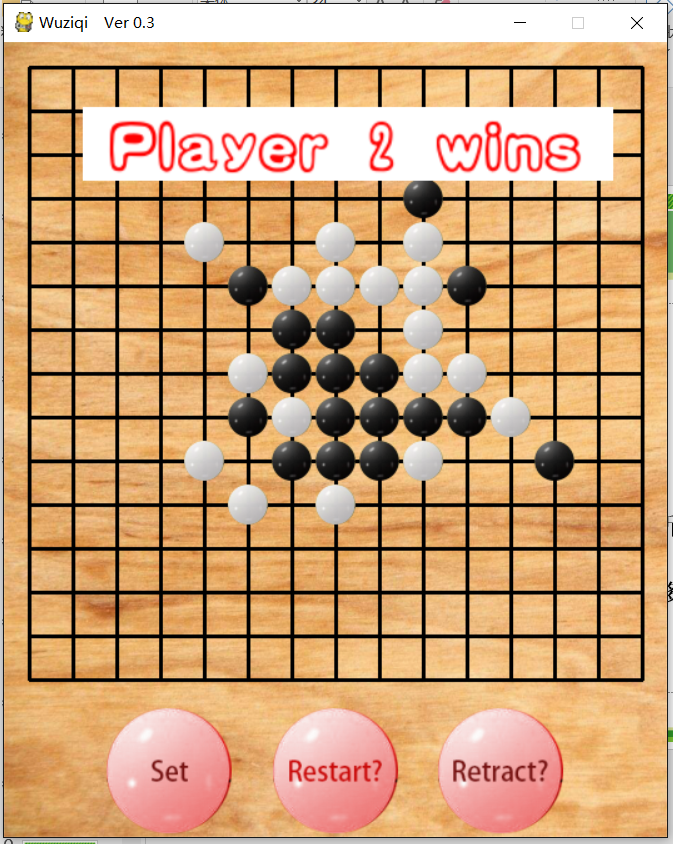 Wuziqi Ver 0.3
Player 2 wins
Set
Restart?
Retract?